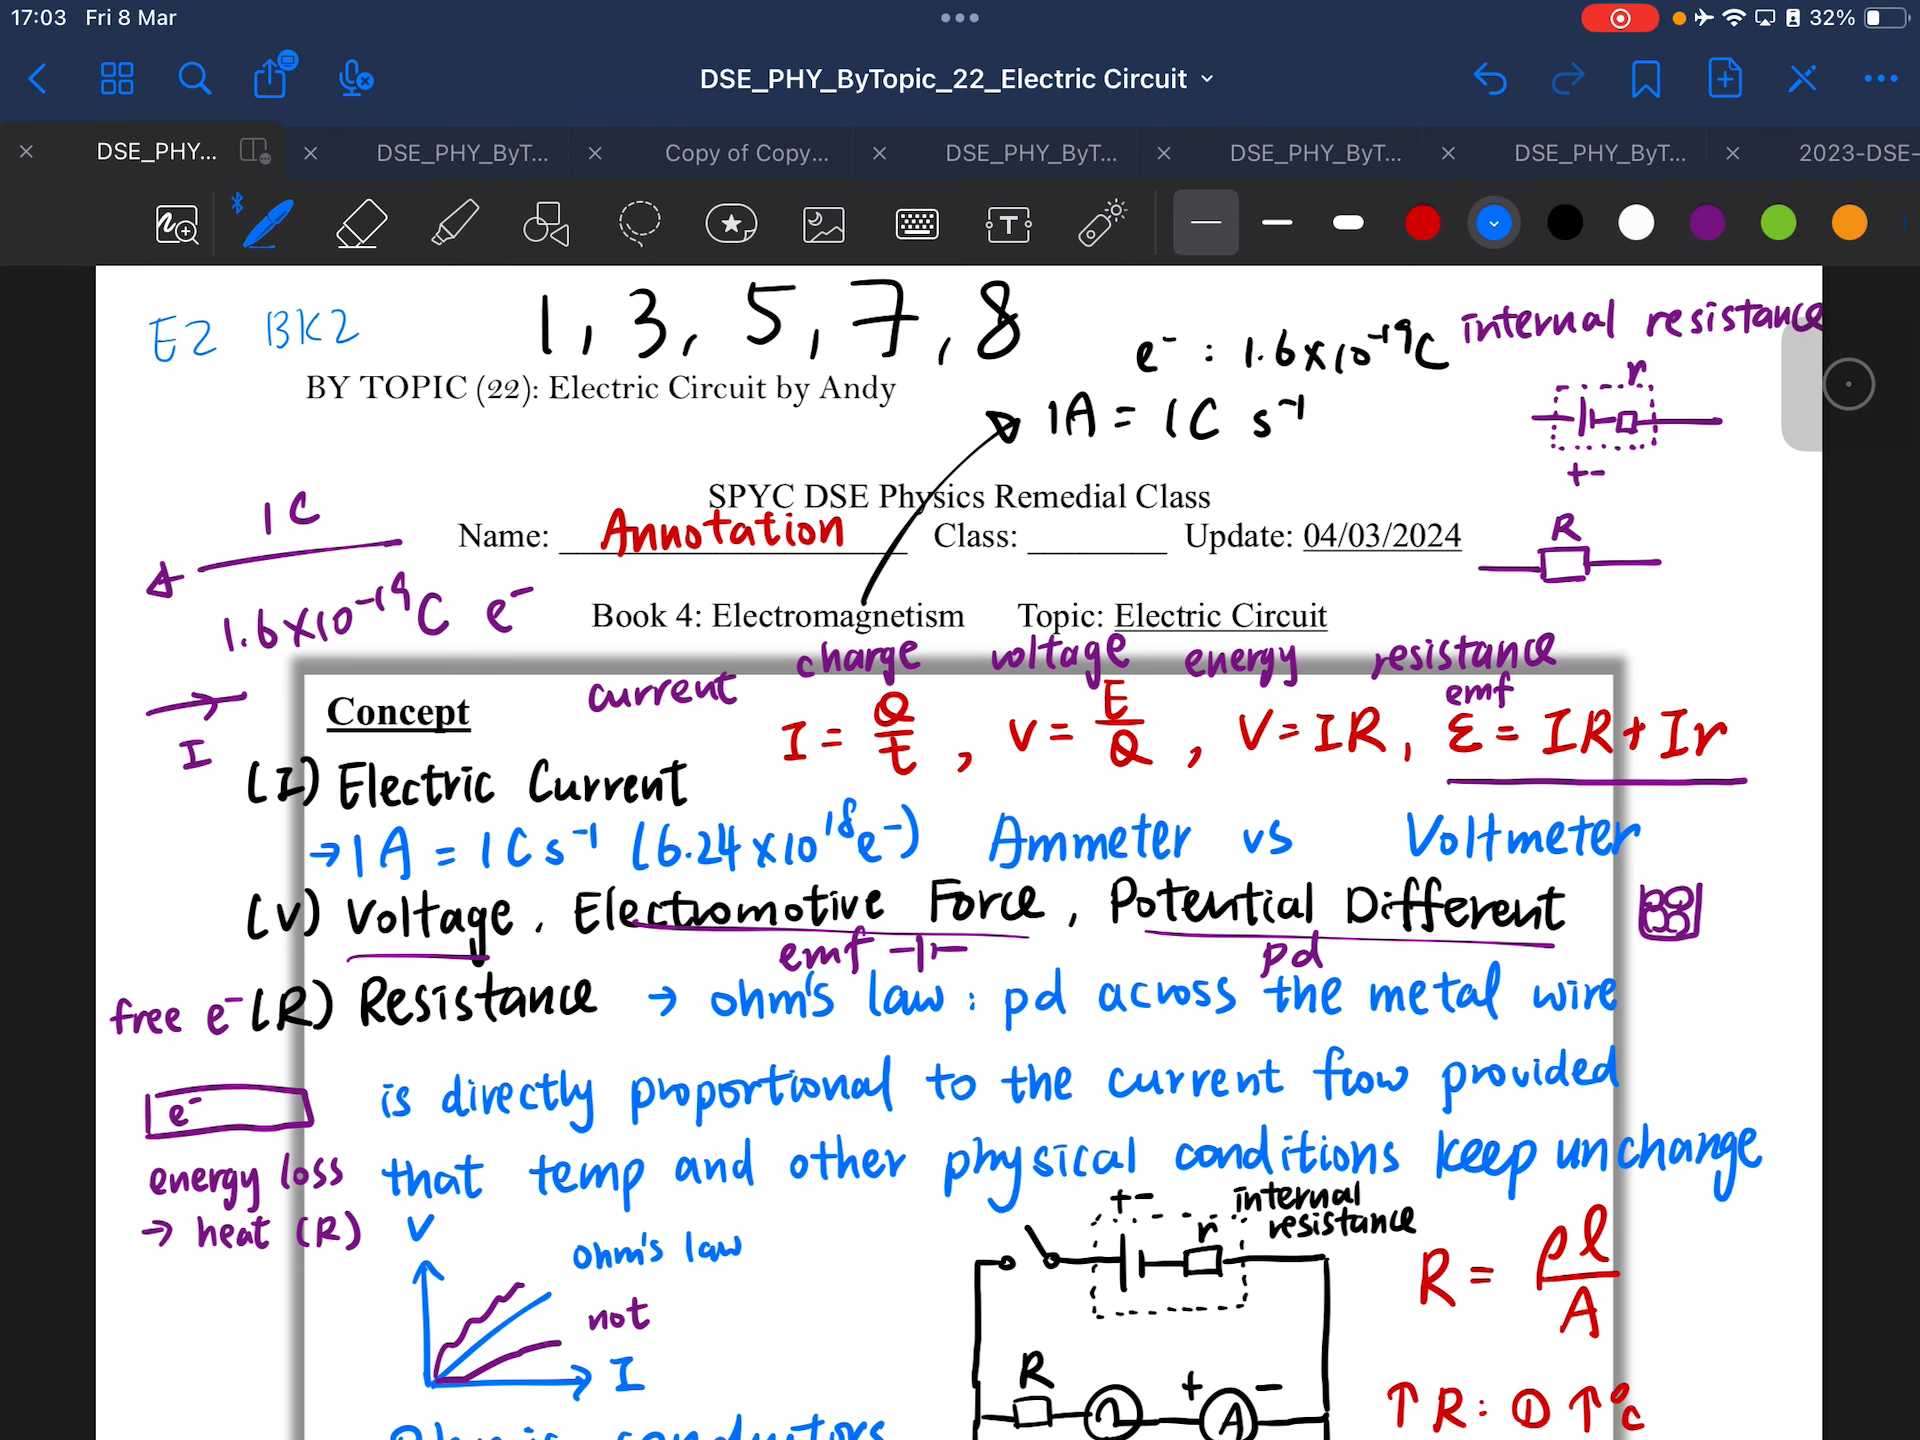 17:03 Fri 8 Mar
32%
DSE_PHY_ByTopic_22_Electric Circuit
DSE_PHY...
DSE_PHY_ByT...
Copy of Copy...
DSE_PHY_ByT...
DSE_PHY_ByT...
DSE_PHY_ByT...
2023-DSE-
E2 BK2
1, 3, 5, 7, 8
e⁻ : 1.6×10⁻¹⁹C
internal resistance
BY TOPIC (22): Electric Circuit by Andy
r
1A = 1C s⁻¹
+-
SPYC DSE Physics Remedial Class
1C
Name: Annotation Class: ________ Update: 04/03/2024
R
1.6×10⁻¹⁹C e⁻
Book 4: Electromagnetism Topic: Electric Circuit
current charge voltage energy resistance
emf
Concept
I = Q/t , V = E/Q , V = IR, ε = IR + Ir
I
(I) Electric Current
→ 1A = 1C s⁻¹ (6.24×10¹⁸e⁻) Ammeter vs Voltmeter
(V) Voltage, Electromotive Force, Potential Different
emf pd
free e⁻
(R) Resistance → ohm's law : pd across the metal wire
e⁻
is directly proportional to the current flow provided
energy loss
that temp and other physical conditions keep unchange
→ heat (R)
V
ohm's law
not
I
+-
r
internal
resistance
R = ρl/A
R
+ A -
↑R: ① ↑°C